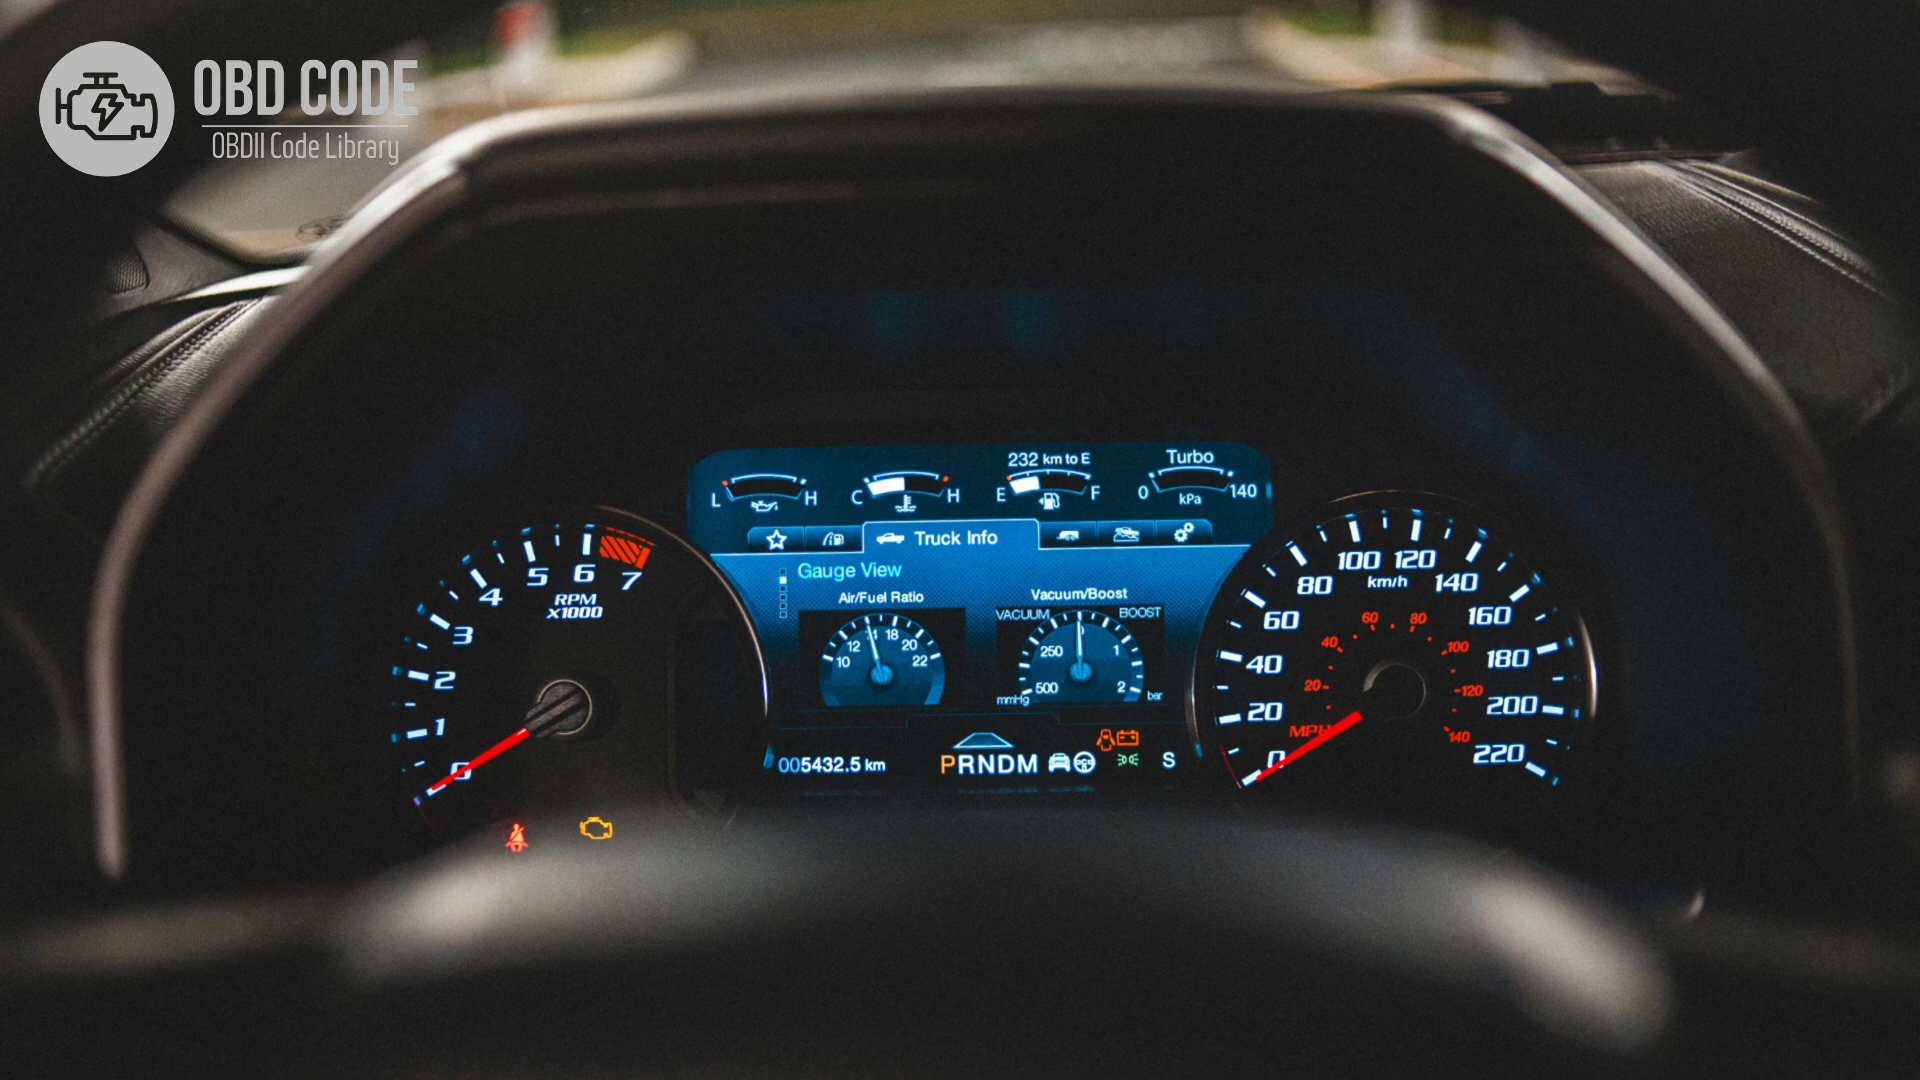 OBD CODE
OBDII Code Library
232 km to E
Turbo
L H
C H
E F
0 140
kPa
Truck Info
Gauge View
Air/Fuel Ratio
10 12 14 18 20 22
Vacuum/Boost
VACUUM BOOST
0
250 1
500 2
mmHg bar
0 1 2 3 4 5 6 7
RPM
X1000
0 20 40 60 80 100 120 140 160 180 200 220
km/h
20 40 60 80 100 120 140
MPH
005432.5 km
PRNDM
S